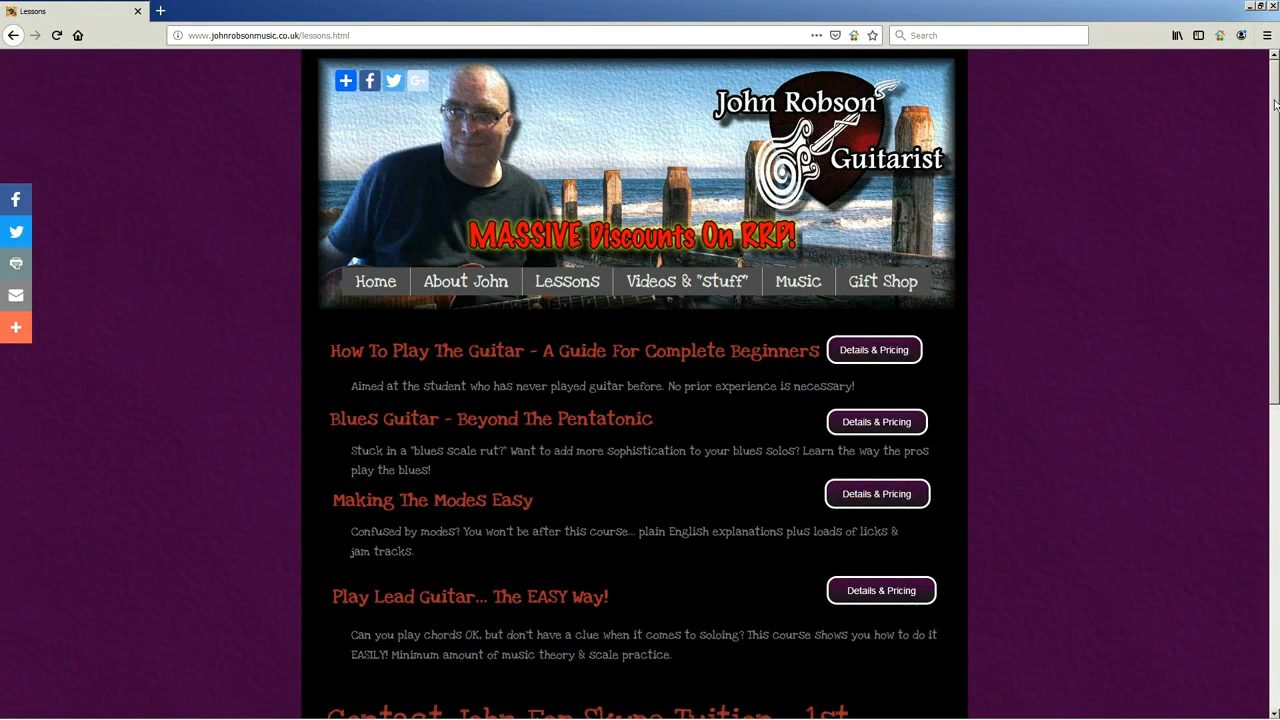 Lessons
www.johnrobsonmusic.co.uk/lessons.html
Search
John Robson
Guitarist
MASSIVE Discounts On RRP!
Home
About John
Lessons
Videos & "stuff"
Music
Gift Shop
How To Play The Guitar - A Guide For Complete Beginners
Details & Pricing
Aimed at the student who has never played guitar before. No prior experience is necessary!
Blues Guitar - Beyond The Pentatonic
Details & Pricing
Stuck in a "blues scale rut?" Want to add more sophistication to your blues solos? Learn the way the pros
play the blues!
Making The Modes Easy
Details & Pricing
Confused by modes? You won't be after this course... plain English explanations plus loads of licks &
jam tracks.
Play Lead Guitar... The EASY Way!
Details & Pricing
Can you play chords OK, but don't have a clue when it comes to soloing? This course shows you how to do it
EASILY! Minimum amount of music theory & scale practice.
Contact John For Skype Tuition - 1st